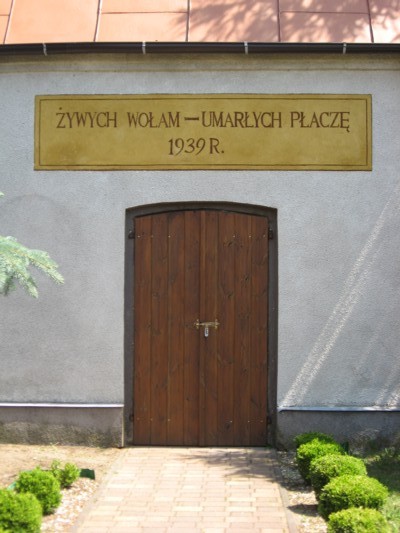 ŻYWYCH WOŁAM – UMARŁYCH PŁACZĘ
1939 R.